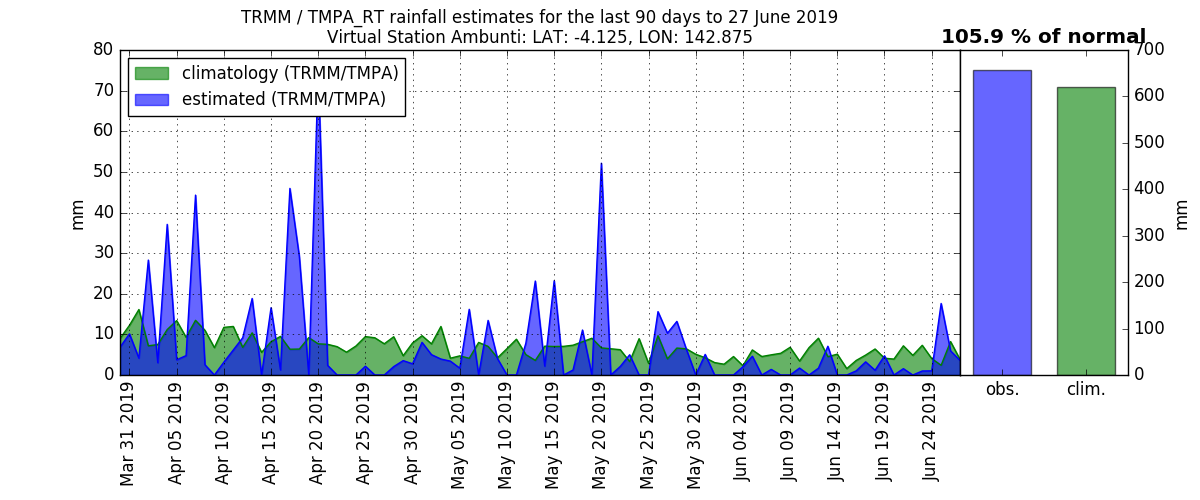 TRMM / TMPA_RT rainfall estimates for the last 90 days to 27 June 2019
Virtual Station Ambunti: LAT: -4.125, LON: 142.875
105.9 % of normal
climatology (TRMM/TMPA)
estimated (TRMM/TMPA)
mm
80
70
60
50
40
30
20
10
0
Mar 31 2019
Apr 05 2019
Apr 10 2019
Apr 15 2019
Apr 20 2019
Apr 25 2019
Apr 30 2019
May 05 2019
May 10 2019
May 15 2019
May 20 2019
May 25 2019
May 30 2019
Jun 04 2019
Jun 09 2019
Jun 14 2019
Jun 19 2019
Jun 24 2019
obs.
clim.
700
600
500
400
300
200
100
0
mm